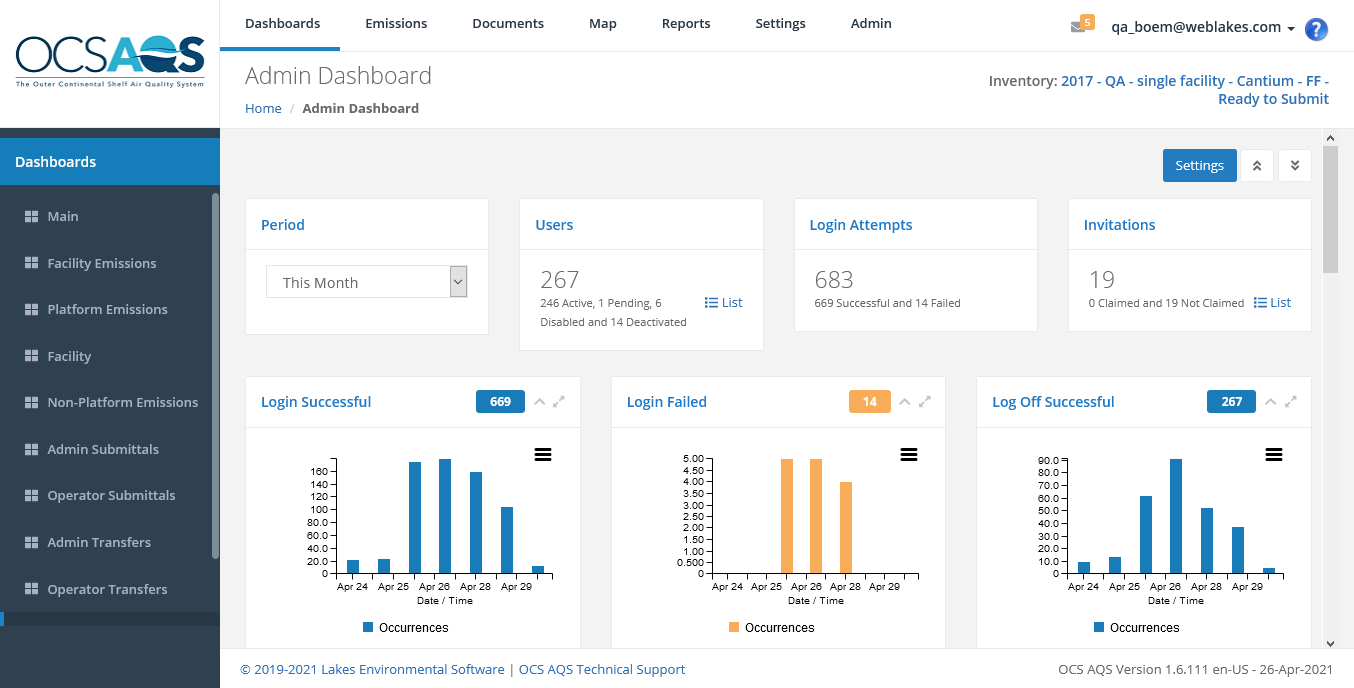 OCSAQS
The Outer Continental Shelf Air Quality System
Dashboards Emissions Documents Map Reports Settings Admin
5 qa_boem@weblakes.com ?
Admin Dashboard
Home / Admin Dashboard
Inventory: 2017 - QA - single facility - Cantium - FF -
Ready to Submit
Dashboards
Main
Facility Emissions
Platform Emissions
Facility
Non-Platform Emissions
Admin Submittals
Operator Submittals
Admin Transfers
Operator Transfers
Settings
Period
This Month
Users
267
246 Active, 1 Pending, 6
Disabled and 14 Deactivated
List
Login Attempts
683
669 Successful and 14 Failed
Invitations
19
0 Claimed and 19 Not Claimed
List
Login Successful 669
160
140
120
100
80.0
60.0
40.0
20.0
0
Apr 24 Apr 25 Apr 26 Apr 28 Apr 29
Date / Time
Occurrences
Login Failed 14
5.00
4.50
4.00
3.50
3.00
2.50
2.00
1.50
1.00
0.500
0
Apr 24 Apr 25 Apr 26 Apr 28 Apr 29
Date / Time
Occurrences
Log Off Successful 267
90.0
80.0
70.0
60.0
50.0
40.0
30.0
20.0
10.0
0
Apr 24 Apr 25 Apr 26 Apr 28 Apr 29
Date / Time
Occurrences
© 2019-2021 Lakes Environmental Software | OCS AQS Technical Support
OCS AQS Version 1.6.111 en-US - 26-Apr-2021